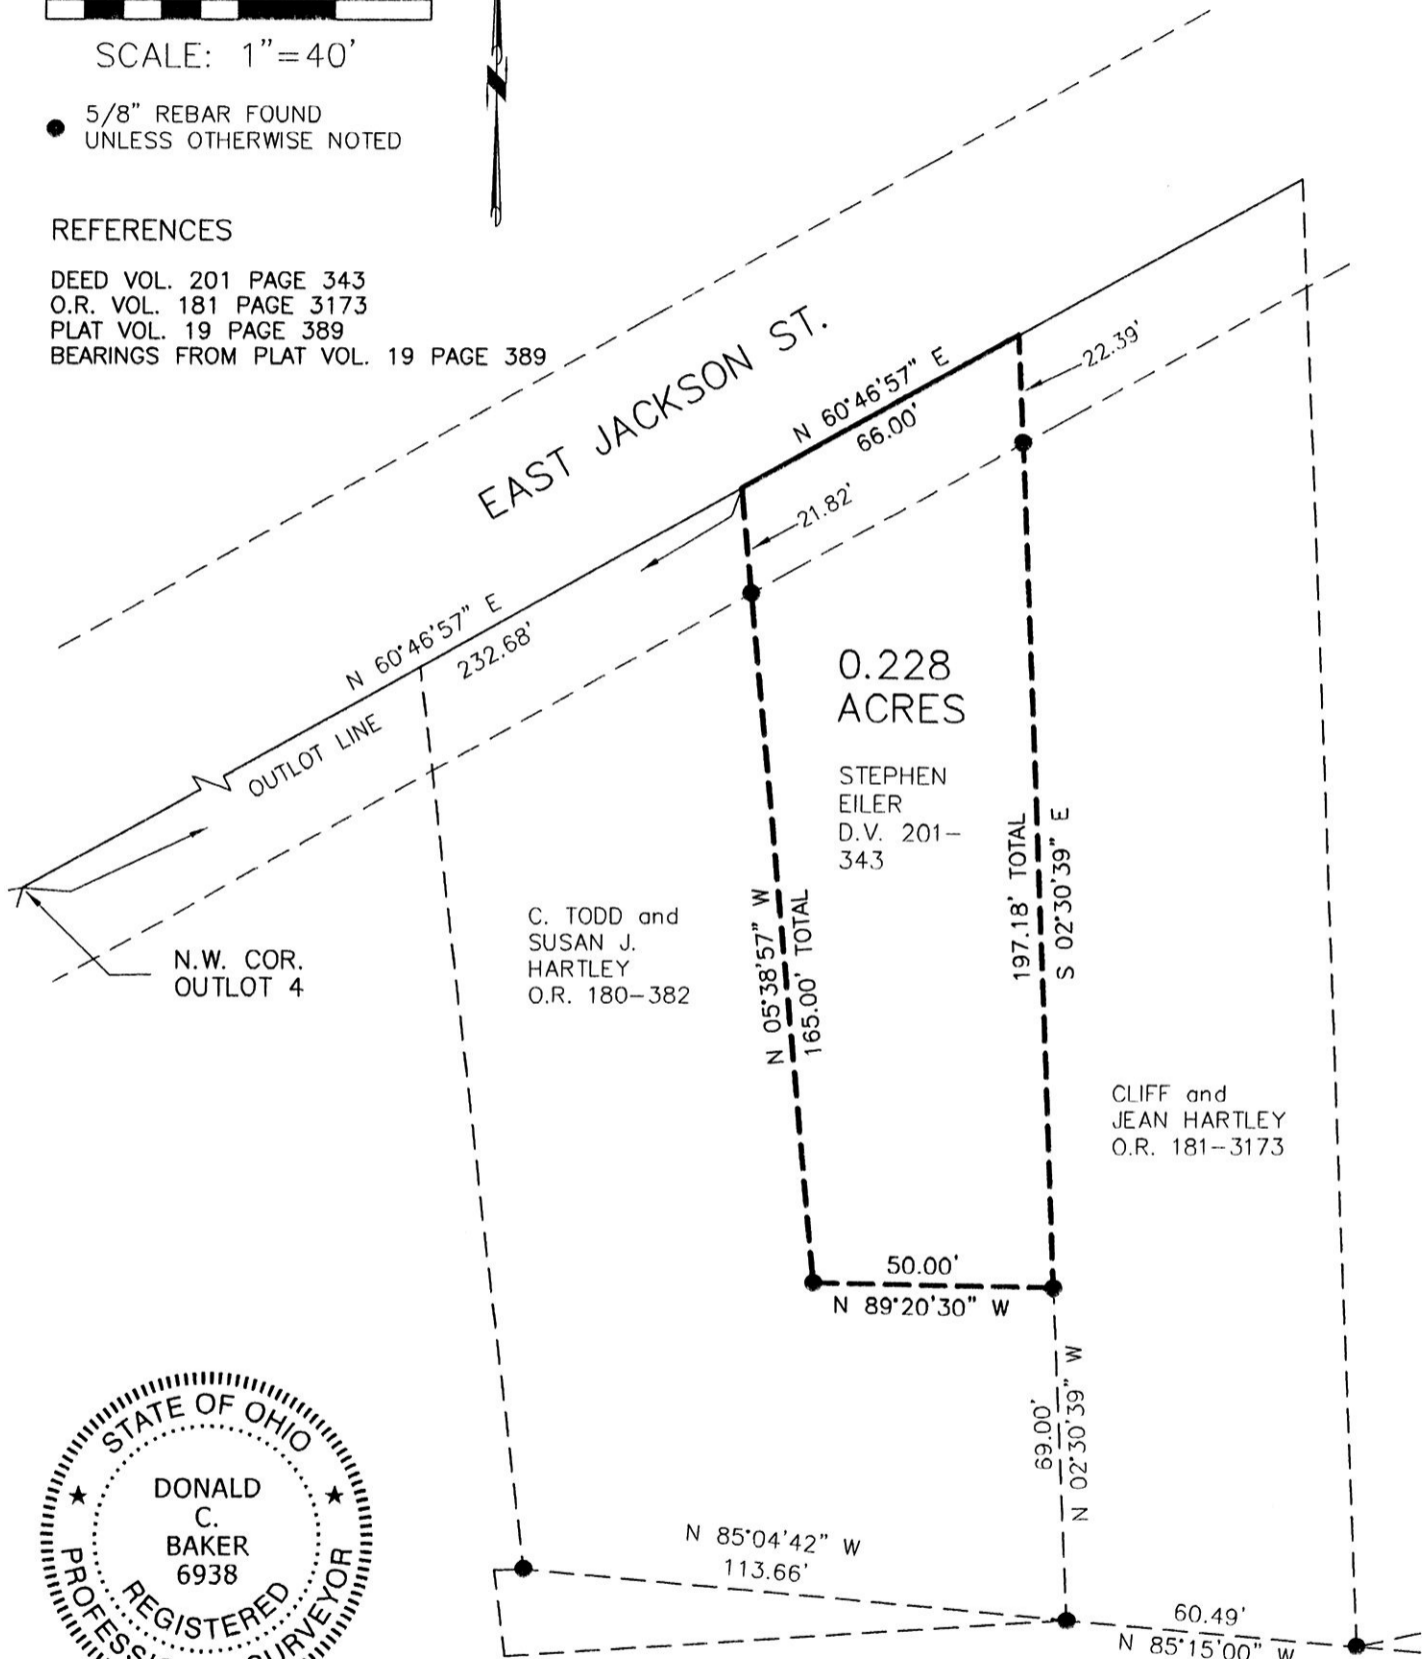 SCALE: 1"=40'
5/8" REBAR FOUND
UNLESS OTHERWISE NOTED
REFERENCES
DEED VOL. 201 PAGE 343
O.R. VOL. 181 PAGE 3173
PLAT VOL. 19 PAGE 389
BEARINGS FROM PLAT VOL. 19 PAGE 389
EAST JACKSON ST.
N 60°46'57" E
66.00'
22.39'
21.82'
N 60°46'57" E
232.68'
OUTLOT LINE
N.W. COR.
OUTLOT 4
0.228
ACRES
STEPHEN
EILER
D.V. 201-
343
C. TODD and
SUSAN J.
HARTLEY
O.R. 180-382
N 05°38'57" W
165.00' TOTAL
197.18' TOTAL
S 02°30'39" E
CLIFF and
JEAN HARTLEY
O.R. 181-3173
50.00'
N 89°20'30" W
69.00'
N 02°30'39" W
N 85°04'42" W
113.66'
60.49'
N 85°15'00" W
STATE OF OHIO
DONALD
C.
BAKER
6938
REGISTERED